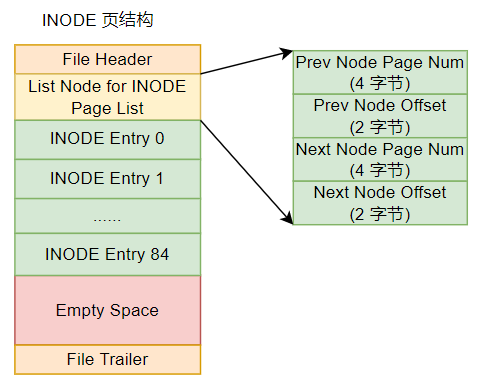 INODE 页结构
File Header
List Node for INODE
Page List
INODE Entry 0
INODE Entry 1
......
INODE Entry 84
Empty Space
File Trailer
Prev Node Page Num
(4 字节)
Prev Node Offset
(2 字节)
Next Node Page Num
(4 字节)
Next Node Offset
(2 字节)